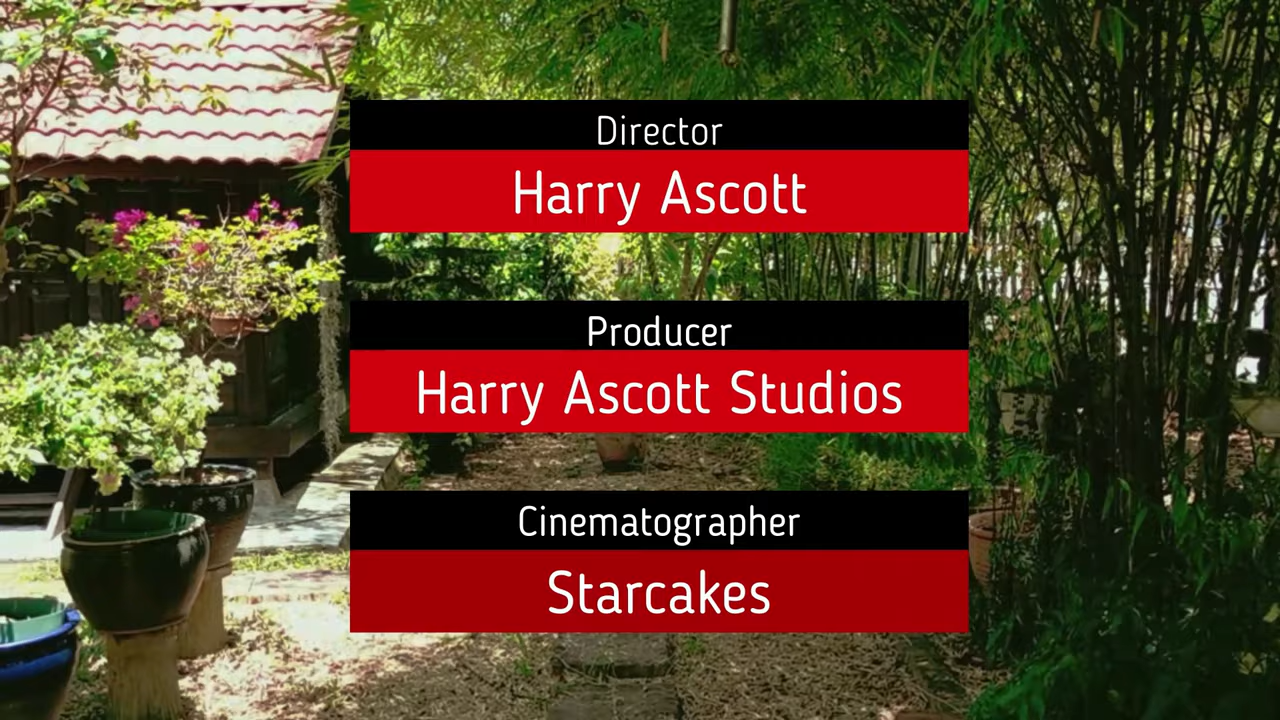 Director
Harry Ascott
Producer
Harry Ascott Studios
Cinematographer
Starcakes